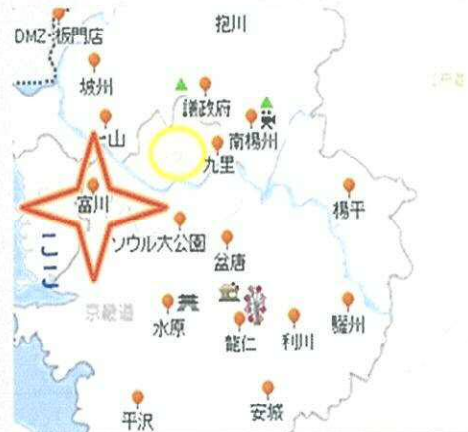 抱川
DMZ・板門店
坡州
議政府
一山
南楊州
九里
富川
楊平
ソウル大公園
盆唐
ここ
京畿道
水原
龍仁
利川
驪州
平沢
安城